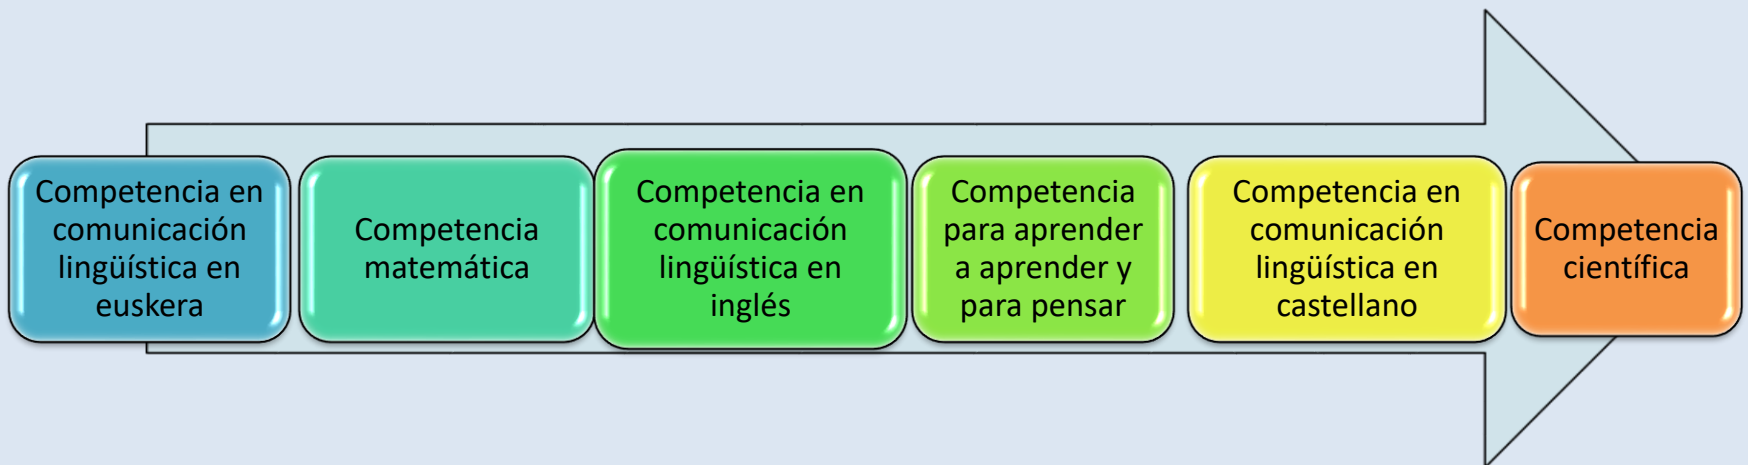 Competencia en
comunicación
lingüística en
euskera
Competencia
matemática
Competencia en
comunicación
lingüística en
inglés
Competencia
para aprender
a aprender y
para pensar
Competencia en
comunicación
lingüística en
castellano
Competencia
científica